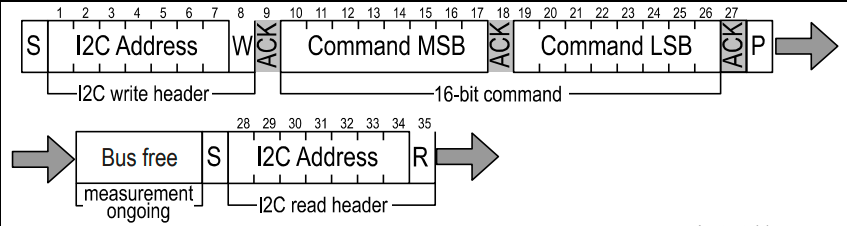 1 2 3 4 5 6 7 8 9 10 11 12 13 14 15 16 17 18 19 20 21 22 23 24 25 26 27
S I2C Address W ACK Command MSB ACK Command LSB ACK P
I2C write header 16-bit command
28 29 30 31 32 33 34 35
Bus free S I2C Address R
measurement
ongoing
I2C read header